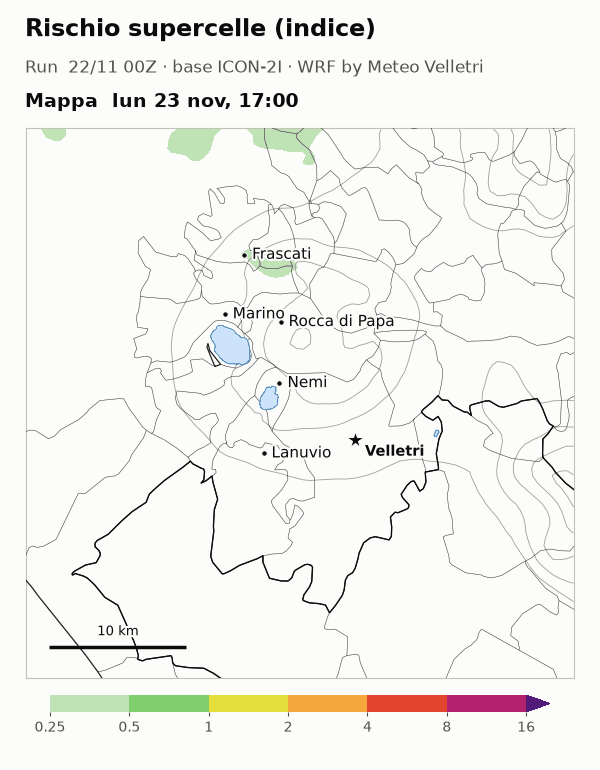 Rischio supercelle (indice)
Run  22/11 00Z · base ICON-2I · WRF by Meteo Velletri
Mappa  lun 23 nov, 17:00
Frascati
Marino
Rocca di Papa
Nemi
Velletri
Lanuvio
10 km
0.25 0.5 1 2 4 8 16